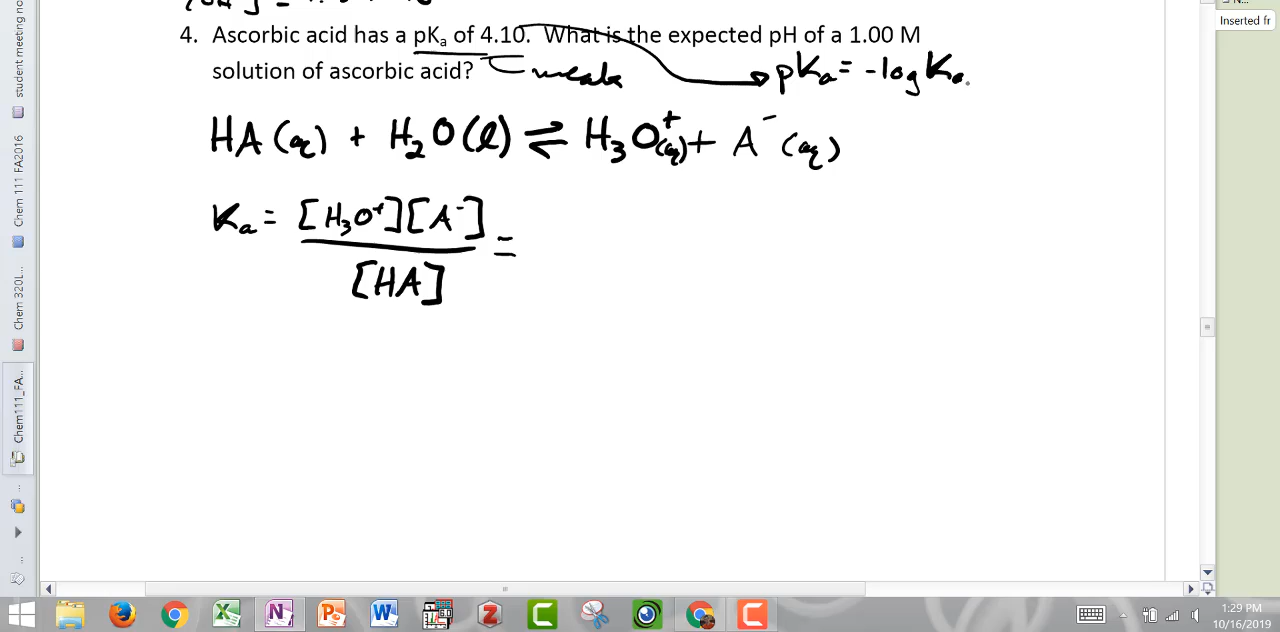 N...
Inserted fr
4. Ascorbic acid has a pKₐ of 4.10. What is the expected pH of a 1.00 M
solution of ascorbic acid?
weak
pKₐ = -log Kₐ
HA (aq) + H₂O (l) ⇌ H₃O⁺(aq) + A⁻ (aq)
Kₐ = [H₃O⁺][A⁻] =
[HA]
student meeting no
Chem 111 FA2016
Chem 320L...
Chem111_FA...
1:29 PM
10/16/2019